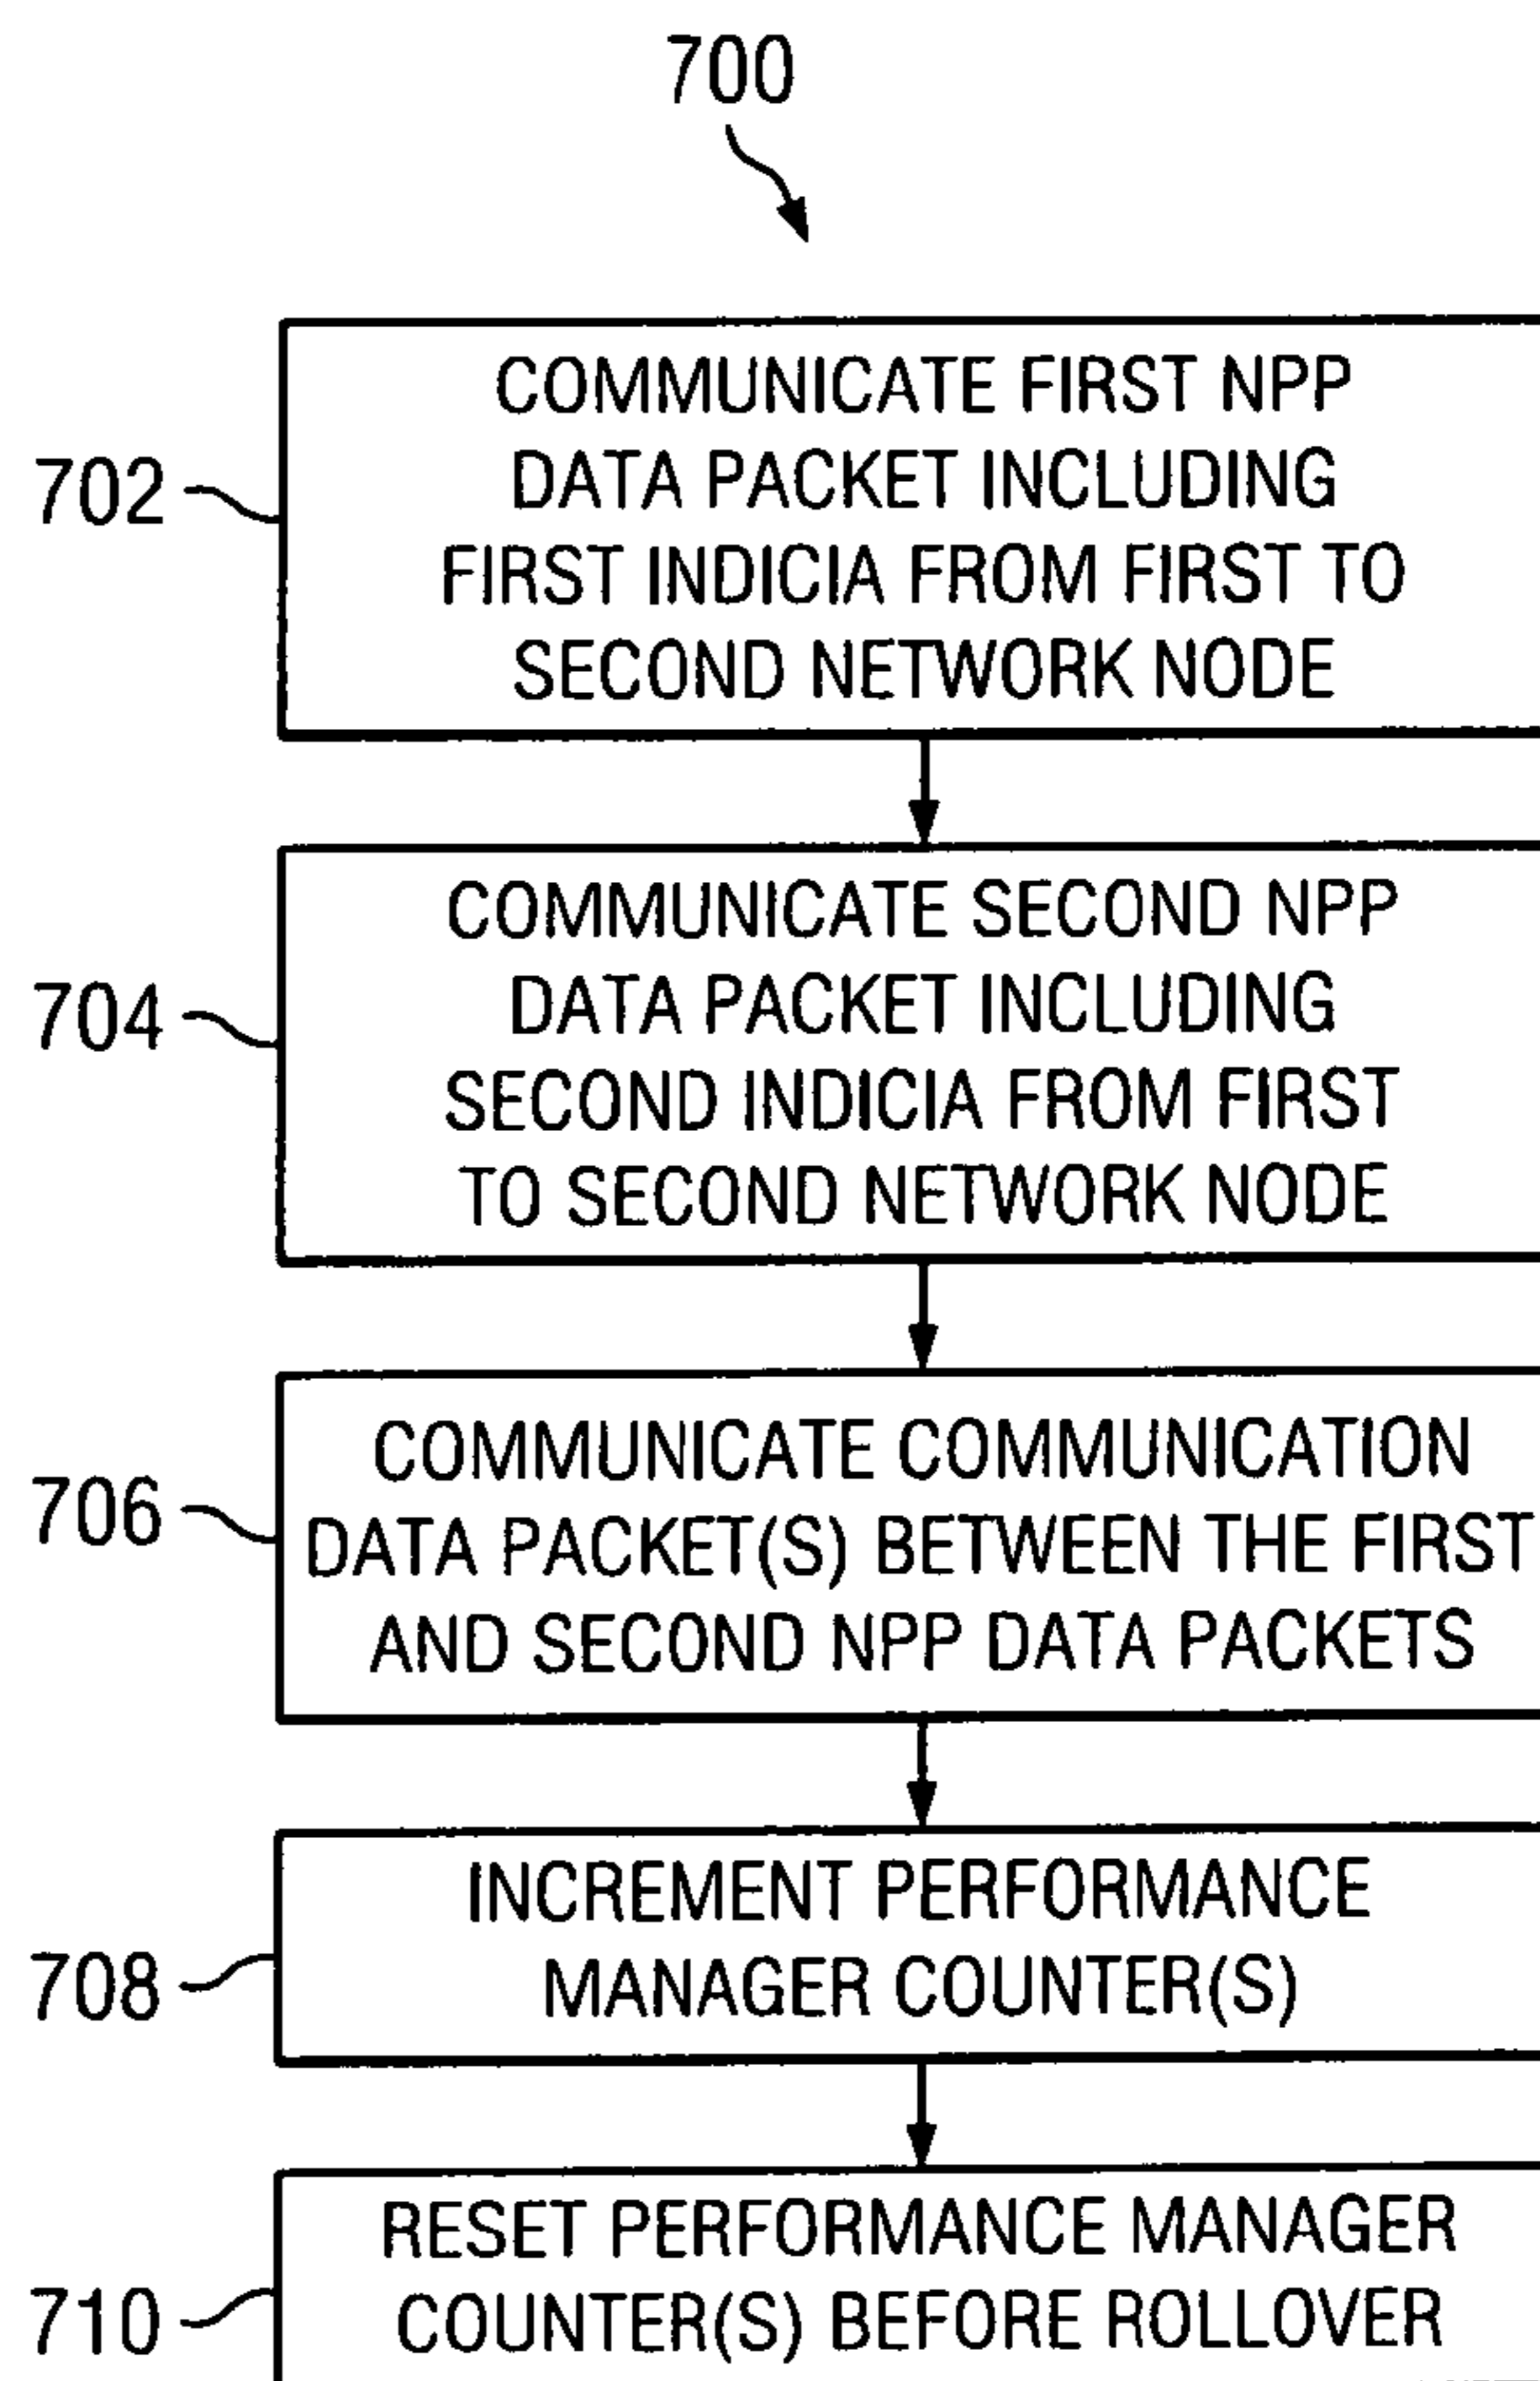 700
702
COMMUNICATE FIRST NPP
DATA PACKET INCLUDING
FIRST INDICIA FROM FIRST TO
SECOND NETWORK NODE
704
COMMUNICATE SECOND NPP
DATA PACKET INCLUDING
SECOND INDICIA FROM FIRST
TO SECOND NETWORK NODE
706
COMMUNICATE COMMUNICATION
DATA PACKET(S) BETWEEN THE FIRST
AND SECOND NPP DATA PACKETS
708
INCREMENT PERFORMANCE
MANAGER COUNTER(S)
710
RESET PERFORMANCE MANAGER
COUNTER(S) BEFORE ROLLOVER